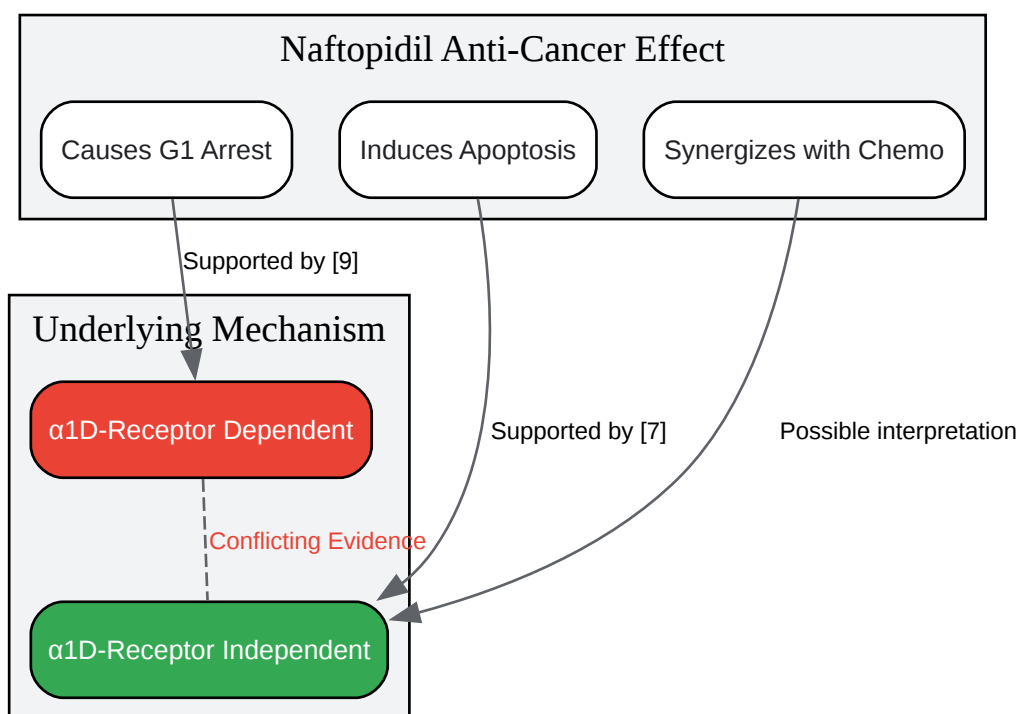 Naftopidil Anti-Cancer Effect
Causes G1 Arrest
Induces Apoptosis
Synergizes with Chemo
Supported by [9]
Underlying Mechanism
α1D-Receptor Dependent
Supported by [7]
Possible interpretation
Conflicting Evidence
α1D-Receptor Independent